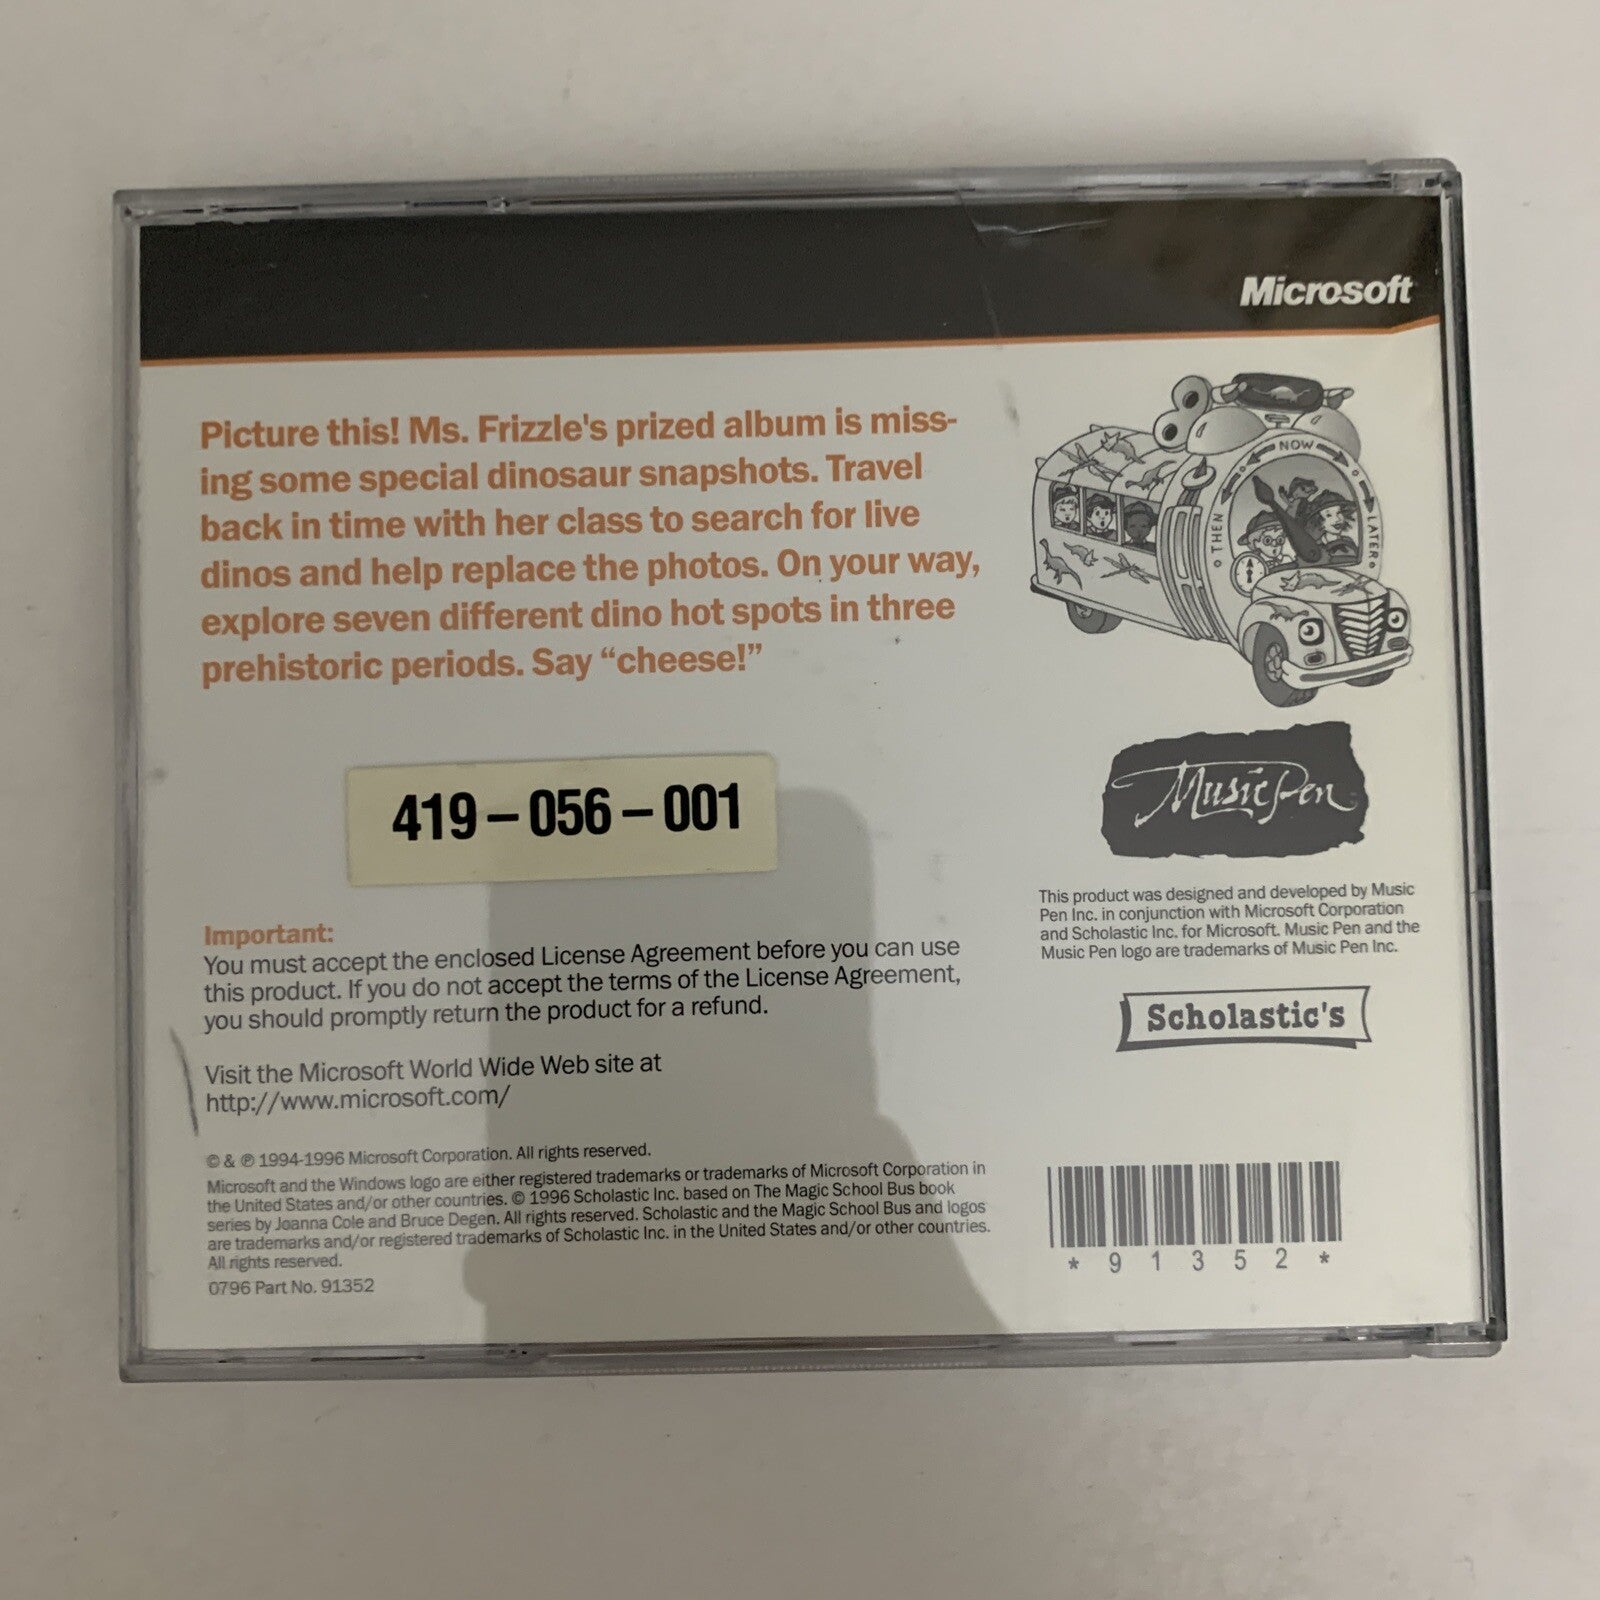 Microsoft
Picture this! Ms. Frizzle's prized album is miss-
ing some special dinosaur snapshots. Travel
back in time with her class to search for live
dinos and help replace the photos. On your way,
explore seven different dino hot spots in three
prehistoric periods. Say “cheese!”
NOW
THEN
LATER
419–056–001
Music Pen
This product was designed and developed by Music
Pen Inc. in conjunction with Microsoft Corporation
and Scholastic Inc. for Microsoft. Music Pen and the
Music Pen logo are trademarks of Music Pen Inc.
Important:
You must accept the enclosed License Agreement before you can use
this product. If you do not accept the terms of the License Agreement,
you should promptly return the product for a refund.
Scholastic's
Visit the Microsoft World Wide Web site at
http://www.microsoft.com/
© & ℗ 1994-1996 Microsoft Corporation. All rights reserved.
Microsoft and the Windows logo are either registered trademarks or trademarks of Microsoft Corporation in
the United States and/or other countries. © 1996 Scholastic Inc. based on The Magic School Bus book
series by Joanna Cole and Bruce Degen. All rights reserved. Scholastic and the Magic School Bus and logos
are trademarks and/or registered trademarks of Scholastic Inc. in the United States and/or other countries.
All rights reserved.
0796 Part No. 91352
* 9 1 3 5 2 *